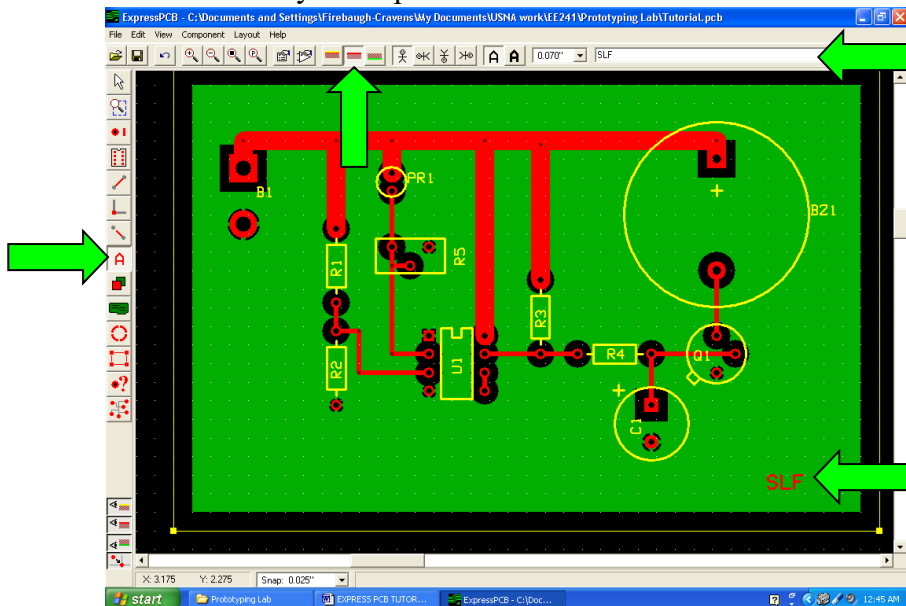 ExpressPCB - C:\Documents and Settings\Firebaugh-Cravens\My Documents\USNA work\EE241\Prototyping Lab\Tutorial.pcb
File Edit View Component Layout Help
0.070" SLF
B1
PR1
BZ1
+
R1
R5
R3
R2
U1
R4
Q1
+
C1
SLF
X: 3.175 Y: 2.275 Snap: 0.025"
start Prototyping Lab EXPRESS PCB TUTOR... ExpressPCB - C:\Doc... 12:45 AM